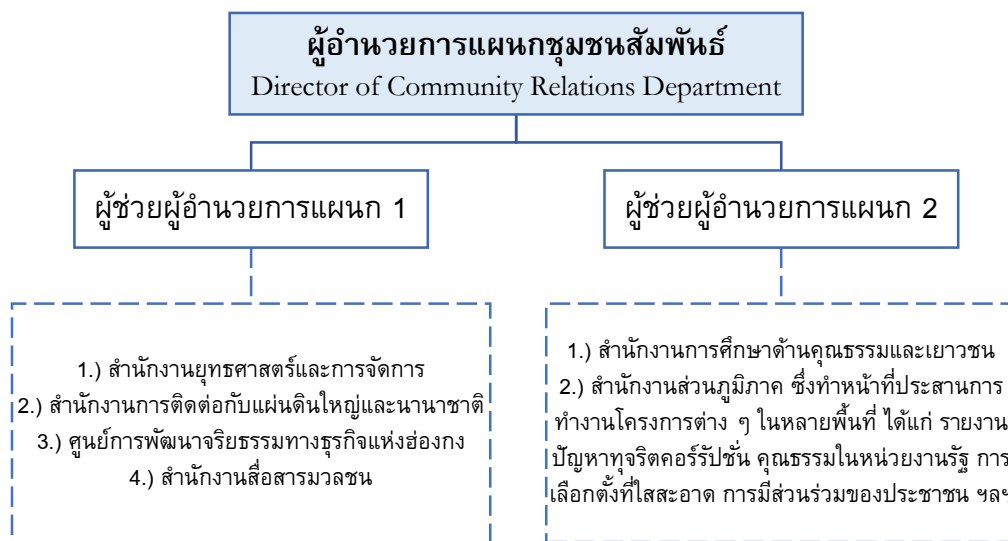 ผู้อำนวยการแผนกชุมชนสัมพันธ์
Director of Community Relations Department
ผู้ช่วยผู้อำนวยการแผนก 1
ผู้ช่วยผู้อำนวยการแผนก 2
1.) สำนักงานยุทธศาสตร์และการจัดการ
2.) สำนักงานการติดต่อกับแผ่นดินใหญ่และนานาชาติ
3.) ศูนย์การพัฒนาจริยธรรมทางธุรกิจแห่งฮ่องกง
4.) สำนักงานสื่อสารมวลชน
1.) สำนักงานการศึกษาด้านคุณธรรมและเยาวชน
2.) สำนักงานส่วนภูมิภาค ซึ่งทำหน้าที่ประสานการ
ทำงานโครงการต่าง ๆ ในหลายพื้นที่ ได้แก่ รายงาน
ปัญหาทุจริตคอร์รัปชั่น คุณธรรมในหน่วยงานรัฐ การ
เลือกตั้งที่ใสสะอาด การมีส่วนร่วมของประชาชน ฯลฯ